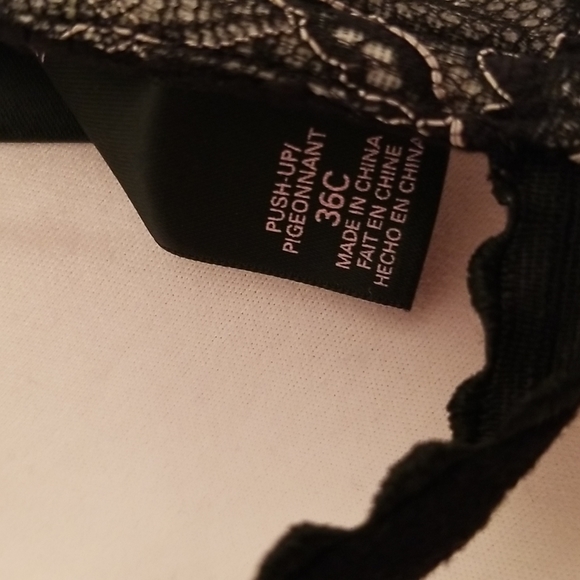 PUSH-UP/
PIGEONNANT
36C
MADE IN CHINA
FAIT EN CHINE
HECHO EN CHINA